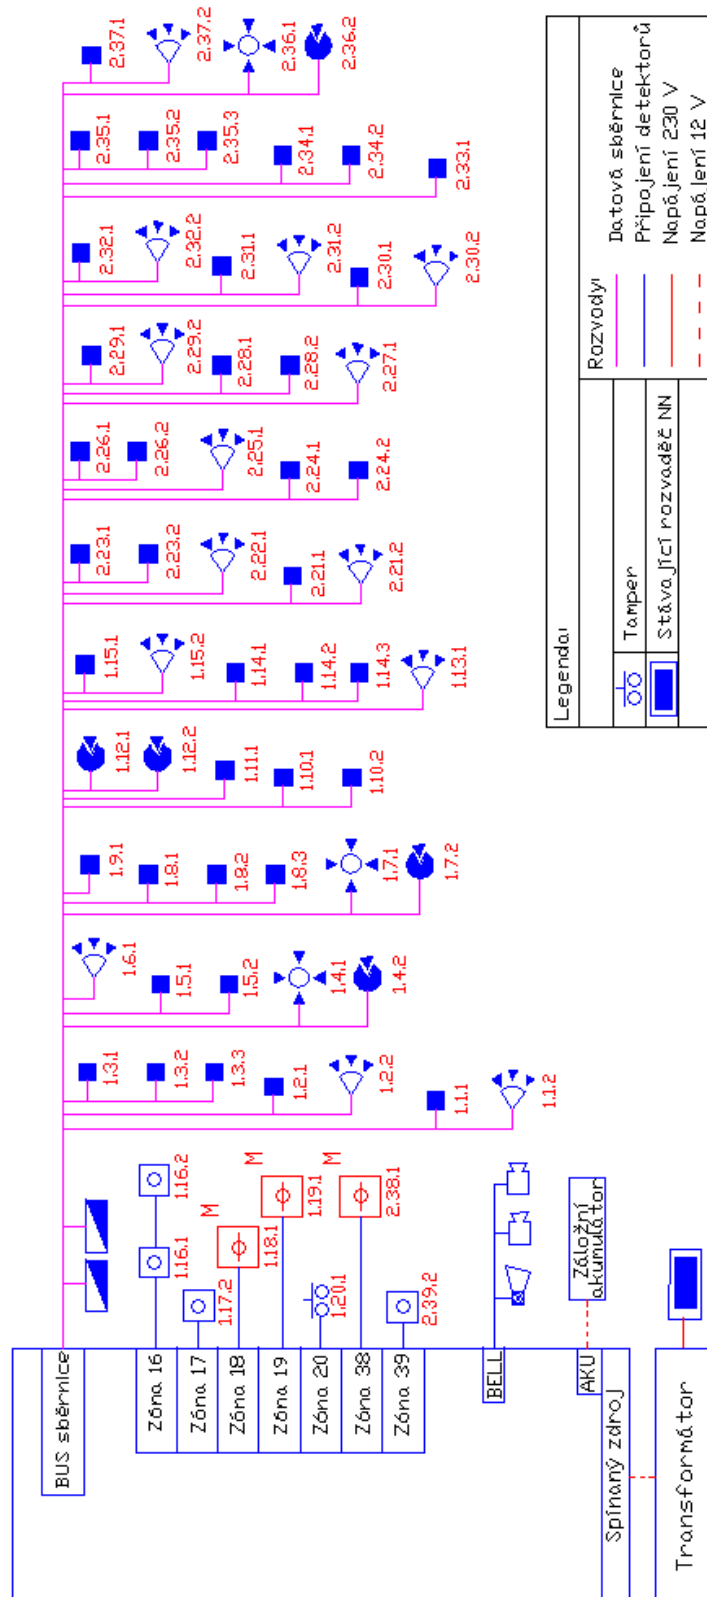 2.37.1
2.37.2
2.36.1
2.36.2
2.35.1
2.35.2
2.35.3
2.34.1
2.34.2
2.33.1
2.32.1
2.32.2
2.31.1
2.31.2
2.30.1
2.30.2
2.29.1
2.29.2
2.28.1
2.28.2
2.27.1
2.26.1
2.26.2
2.25.1
2.24.1
2.24.2
2.23.1
2.23.2
2.22.1
2.21.1
2.21.2
1.15.1
1.15.2
1.14.1
1.14.2
1.14.3
1.13.1
1.12.1
1.12.2
1.11.1
1.10.1
1.10.2
1.9.1
1.8.1
1.8.2
1.8.3
1.7.1
1.7.2
1.6.1
1.5.1
1.5.2
1.4.1
1.4.2
1.3.1
1.3.2
1.3.3
1.2.1
1.2.2
1.1.1
1.1.2
1.16.1
1.16.2
1.17.2
M
1.18.1
M
1.19.1
1.20.1
M
2.38.1
2.39.2
BUS sběrnice
Zóna 16
Zóna 17
Zóna 18
Zóna 19
Zóna 20
Zóna 38
Zóna 39
BELL
AKU
Záložní
akumulátor
Spínaný zdroj
Transformátor
Legenda:
Tamper
Stávající rozvaděč NN
Rozvody:
Datová sběrnice
Připojení detektorů
Napájení 230 V
Napájení 12 V